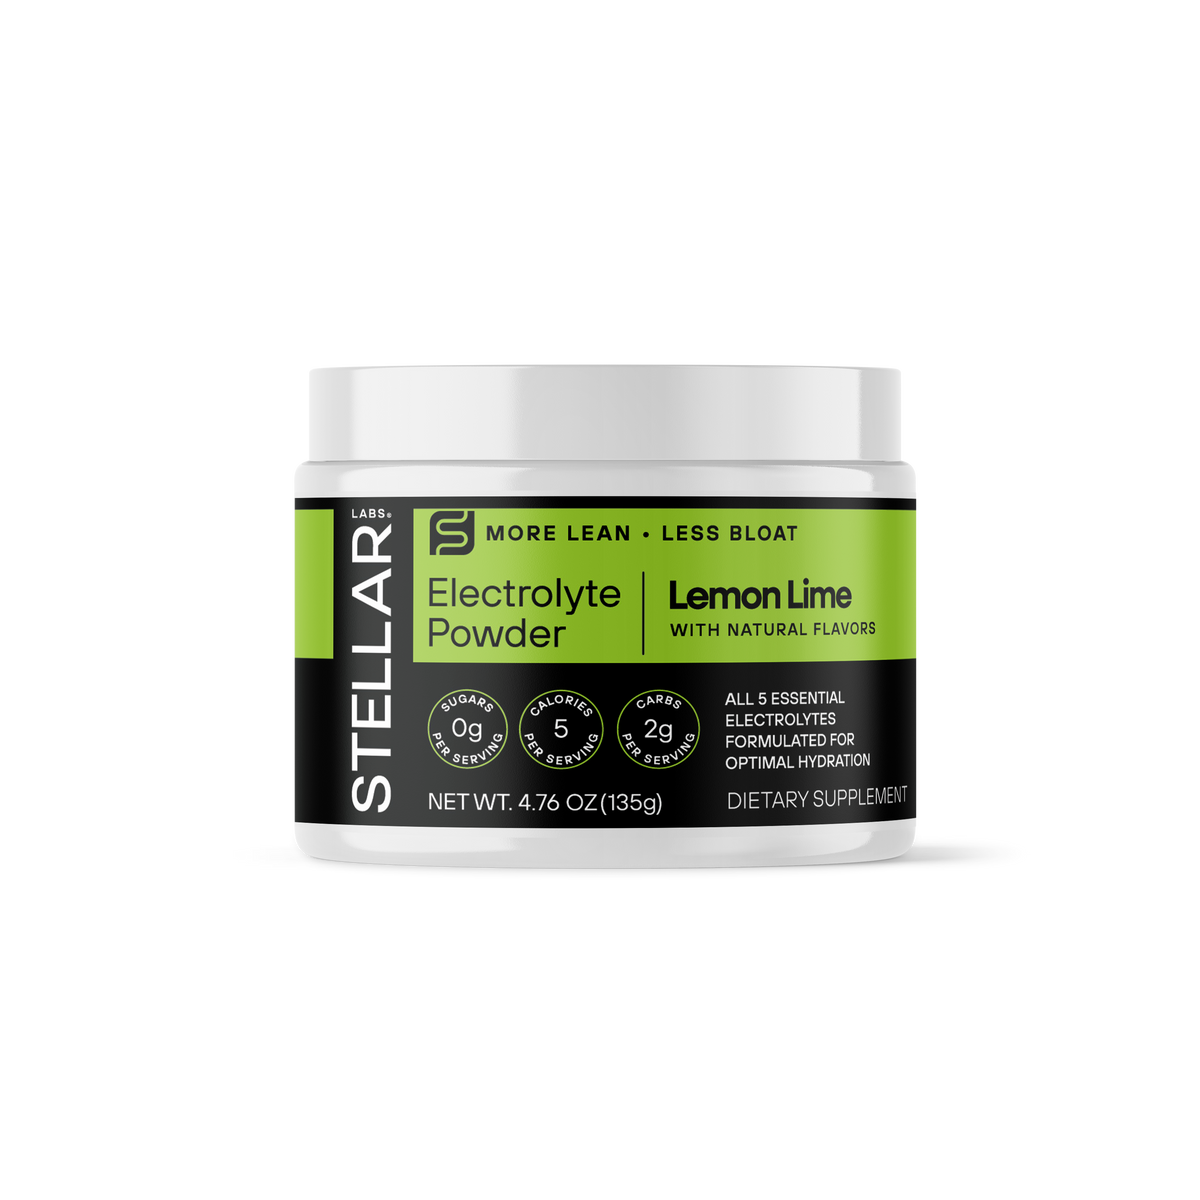 LABS®
STELLAR
MORE LEAN • LESS BLOAT
Electrolyte
Powder
Lemon Lime
WITH NATURAL FLAVORS
SUGARS
0g
PER SERVING
CALORIES
5
PER SERVING
CARBS
2g
PER SERVING
ALL 5 ESSENTIAL
ELECTROLYTES
FORMULATED FOR
OPTIMAL HYDRATION
NET WT. 4.76 OZ (135g)
DIETARY SUPPLEMENT